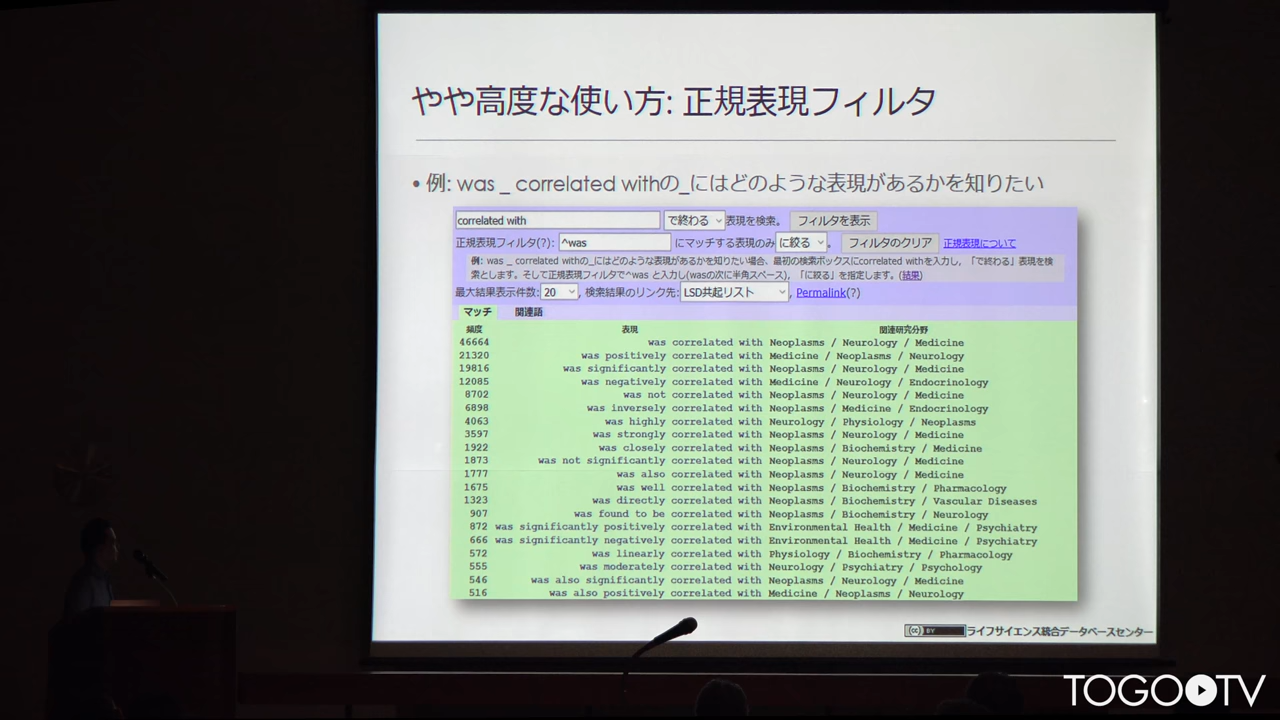 やや高度な使い方: 正規表現フィルタ
• 例: was _ correlated withの_にはどのような表現があるかを知りたい
correlated with で終わる 表現を検索。 フィルタを表示
正規表現フィルタ(?): ^was にマッチする表現のみ に絞る 。 フィルタのクリア 正規表現について
例: was _ correlated withの_にはどのような表現があるかを知りたい場合、最初の検索ボックスにcorrelated withを入力し, 「で終わる」表現を検
索とします。そして正規表現フィルタで^was と入力し(wasの次に半角スペース), 「に絞る」を指定します。(結果)
最大結果表示件数: 20 , 検索結果のリンク先: LSD共起リスト , Permalink(?)
マッチ 関連語
頻度 表現 関連研究分野
46664 was correlated with Neoplasms / Neurology / Medicine
21320 was positively correlated with Medicine / Neoplasms / Neurology
19816 was significantly correlated with Neoplasms / Neurology / Medicine
12085 was negatively correlated with Medicine / Neurology / Endocrinology
8702 was not correlated with Neoplasms / Neurology / Medicine
6898 was inversely correlated with Neoplasms / Medicine / Endocrinology
4063 was highly correlated with Neurology / Physiology / Neoplasms
3597 was strongly correlated with Neoplasms / Neurology / Medicine
1922 was closely correlated with Neoplasms / Biochemistry / Medicine
1873 was not significantly correlated with Neoplasms / Neurology / Medicine
1777 was also correlated with Neoplasms / Neurology / Medicine
1675 was well correlated with Neoplasms / Biochemistry / Pharmacology
1323 was directly correlated with Neoplasms / Biochemistry / Vascular Diseases
907 was found to be correlated with Neoplasms / Biochemistry / Neurology
872 was significantly positively correlated with Environmental Health / Medicine / Psychiatry
666 was significantly negatively correlated with Environmental Health / Medicine / Psychiatry
572 was linearly correlated with Physiology / Biochemistry / Pharmacology
555 was moderately correlated with Neurology / Psychiatry / Psychology
546 was also significantly correlated with Neoplasms / Neurology / Medicine
516 was also positively correlated with Medicine / Neoplasms / Neurology
(cc) BY ライフサイエンス統合データベースセンター
TOGO TV